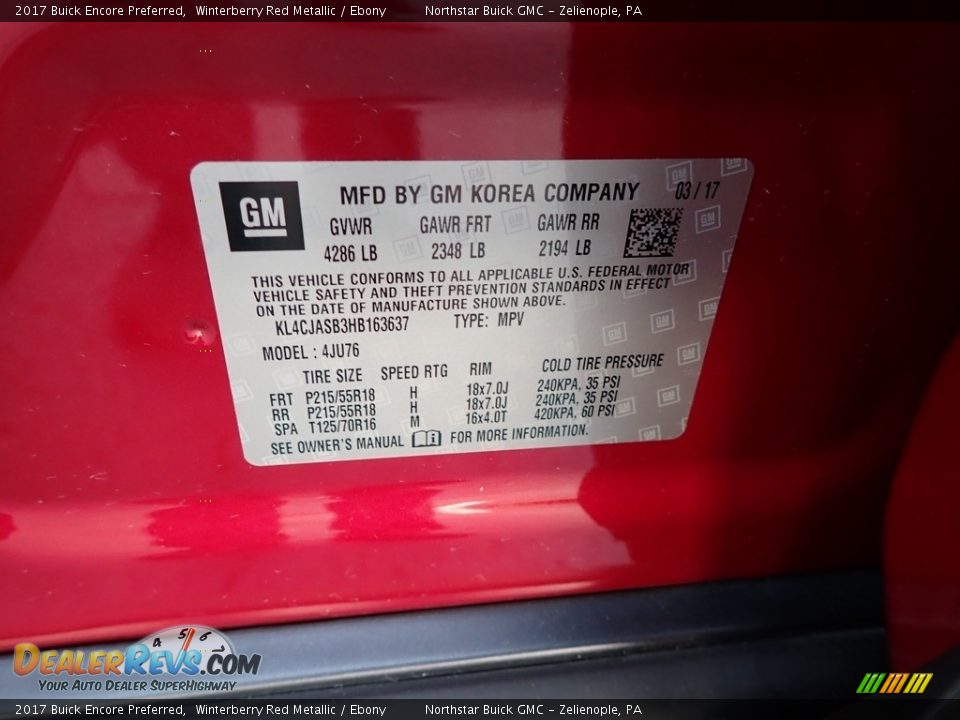 2017 Buick Encore Preferred, Winterberry Red Metallic / Ebony Northstar Buick GMC - Zelienople, PA
GM MFD BY GM KOREA COMPANY 03 / 17
GVWR GAWR FRT GAWR RR
4286 LB 2348 LB 2194 LB
THIS VEHICLE CONFORMS TO ALL APPLICABLE U.S. FEDERAL MOTOR
VEHICLE SAFETY AND THEFT PREVENTION STANDARDS IN EFFECT
ON THE DATE OF MANUFACTURE SHOWN ABOVE.
KL4CJASB3HB163637 TYPE: MPV
MODEL : 4JU76
TIRE SIZE SPEED RTG RIM COLD TIRE PRESSURE
FRT P215/55R18 H 18x7.0J 240KPA, 35 PSI
RR P215/55R18 H 18x7.0J 240KPA, 35 PSI
SPA T125/70R16 M 16x4.0T 420KPA, 60 PSI
SEE OWNER'S MANUAL FOR MORE INFORMATION.
4 5 6
DealerRevs.com
Your Auto Dealer SuperHighway
2017 Buick Encore Preferred, Winterberry Red Metallic / Ebony Northstar Buick GMC - Zelienople, PA